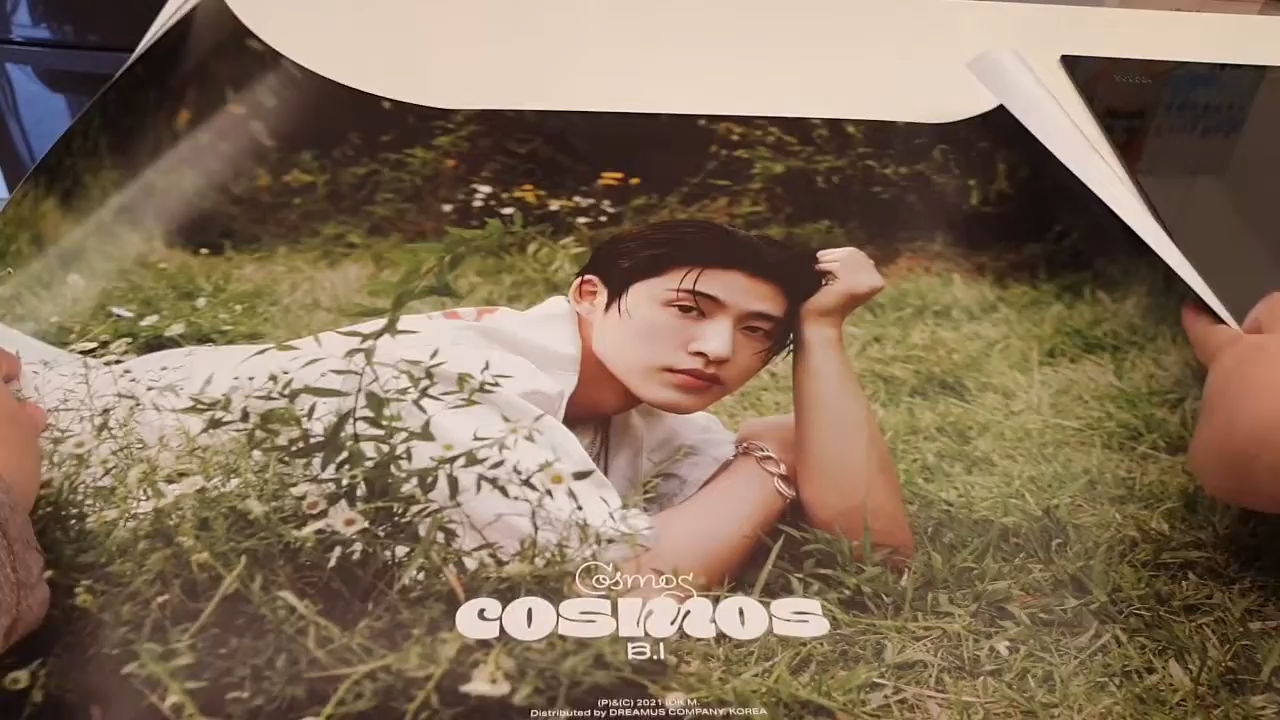 Cosmos
COSMOS
B.I
(P)&(C) 2021 IOK M.
Distributed by DREAMUS COMPANY. KOREA